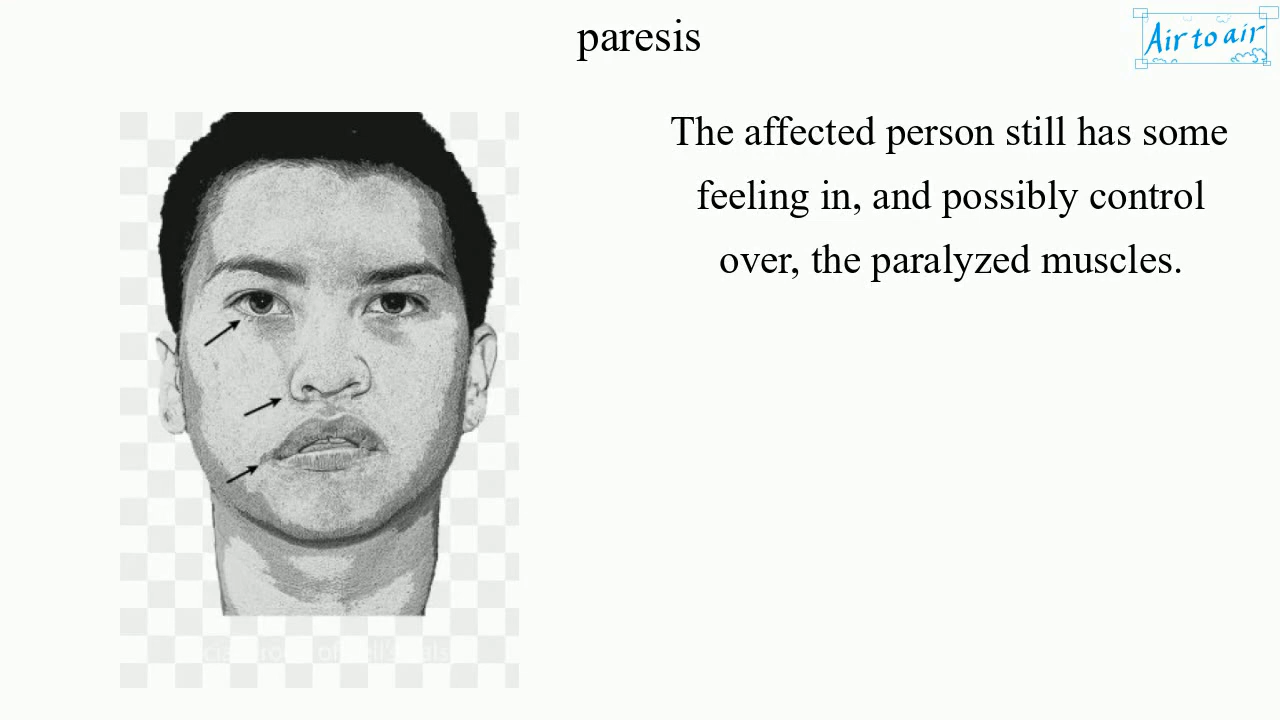 paresis
Air to air
The affected person still has some
feeling in, and possibly control
over, the paralyzed muscles.